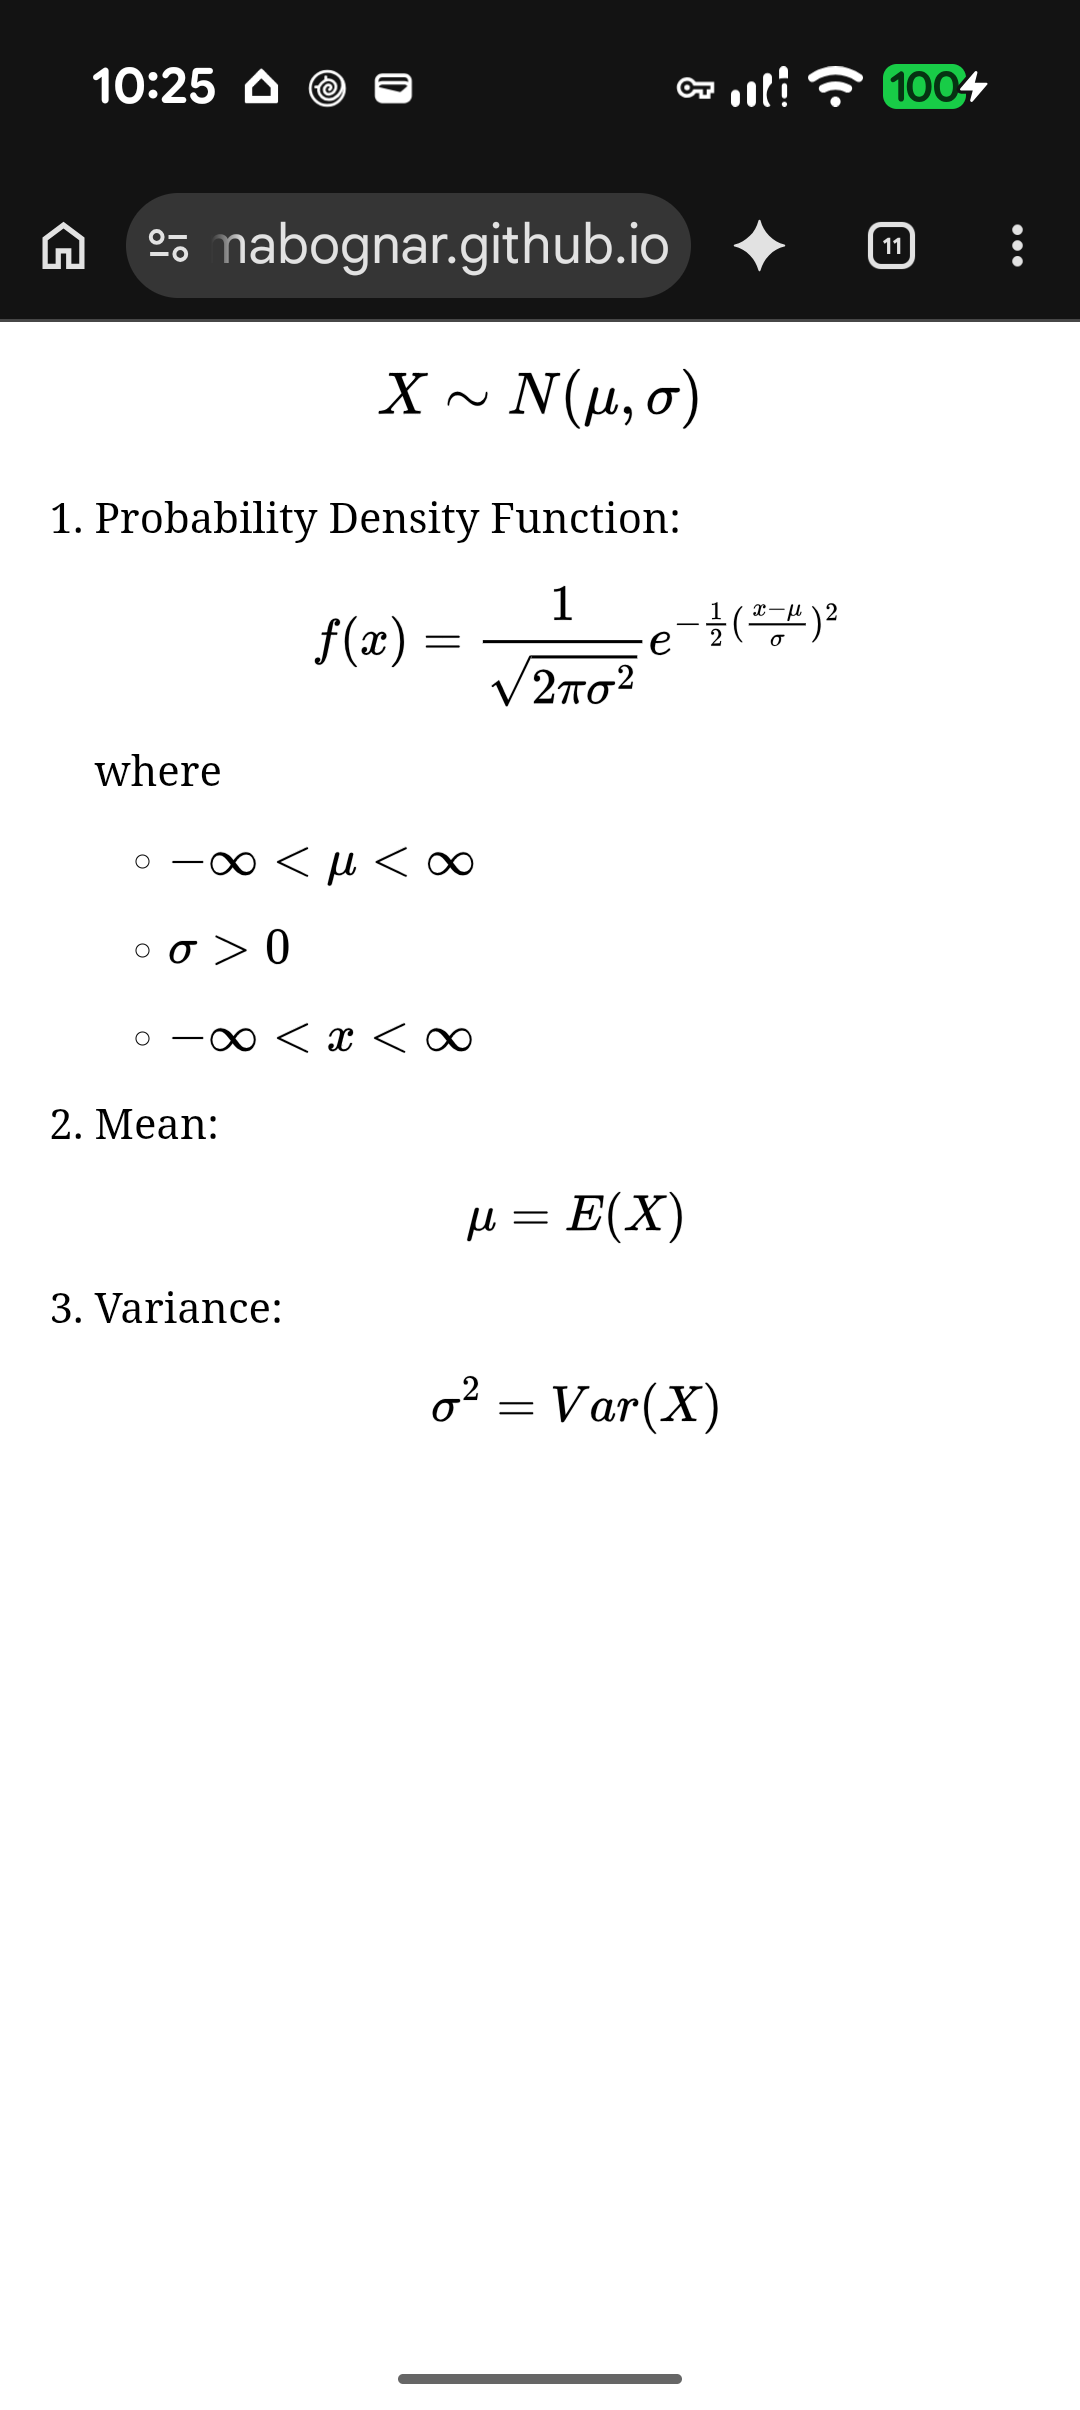 10:25
100
mabognar.github.io
11
X ∼ N(μ, σ)
1. Probability Density Function:
f(x) = 1/√(2πσ²) e^(−1/2((x−μ)/σ)²)
where
◦ −∞ < μ < ∞
◦ σ > 0
◦ −∞ < x < ∞
2. Mean:
μ = E(X)
3. Variance:
σ² = Var(X)